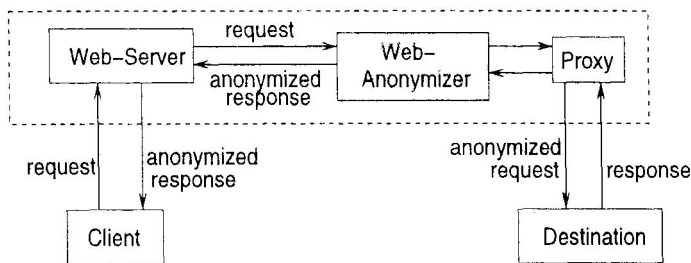 request
Web-Server
Web-
Anonymizer
Proxy
anonymized
response
request
anonymized
response
anonymized
request
response
Client
Destination